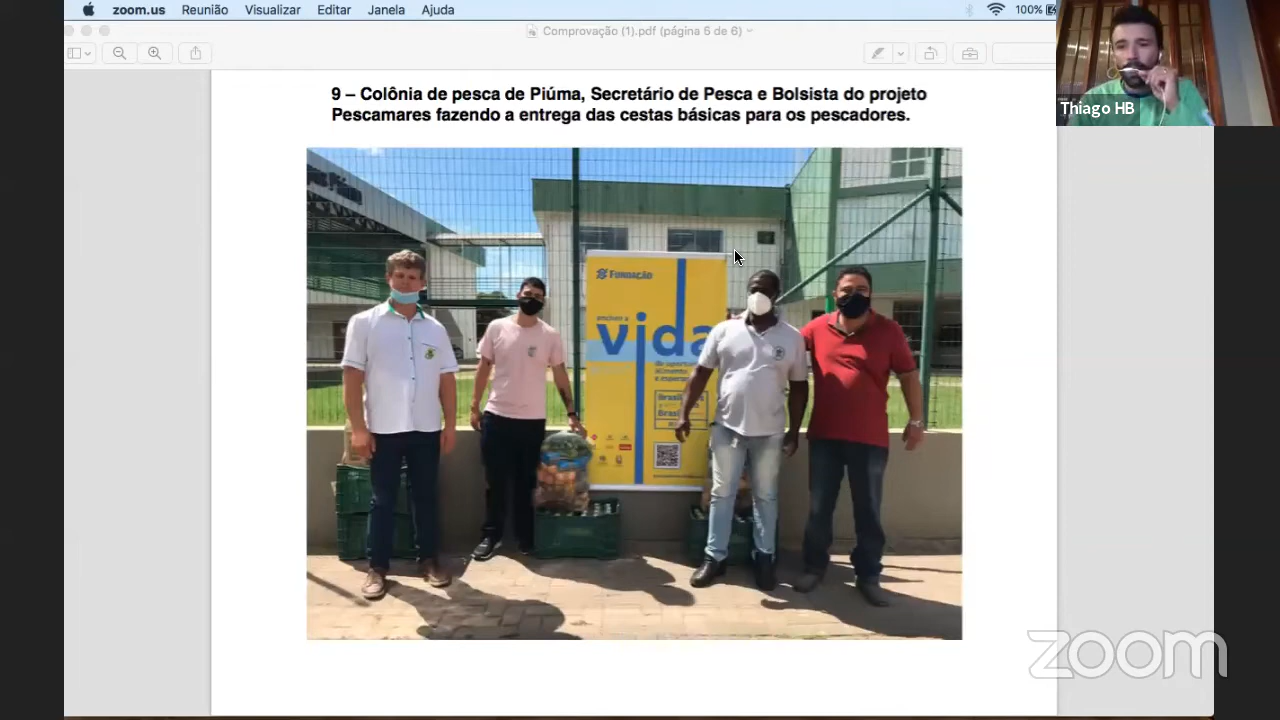 zoom.us Reunião Visualizar Editar Janela Ajuda 100%
Comprovação (1).pdf (página 5 de 6)
Thiago HB
9 – Colônia de pesca de Piúma, Secretário de Pesca e Bolsista do projeto
Pescamares fazendo a entrega das cestas básicas para os pescadores.
FUNDAÇÃO
vida
zoom